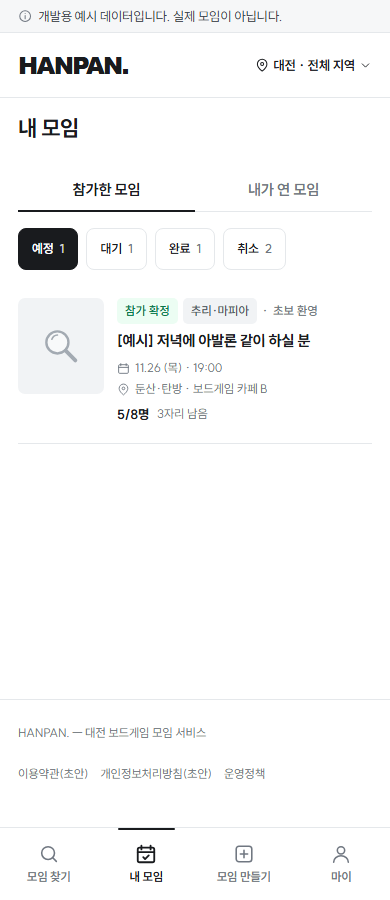 개발용 예시 데이터입니다. 실제 모임이 아닙니다.
HANPAN.
대전 · 전체 지역
내 모임
참가한 모임 내가 연 모임
예정 1 대기 1 완료 1 취소 2
참가 확정 추리·마피아 · 초보 환영
[예시] 저녁에 아발론 같이 하실 분
11.26 (목) · 19:00
둔산·탄방 · 보드게임 카페 B
5/8명 3자리 남음
HANPAN. — 대전 보드게임 모임 서비스
이용약관(초안) 개인정보처리방침(초안) 운영정책
모임 찾기 내 모임 모임 만들기 마이